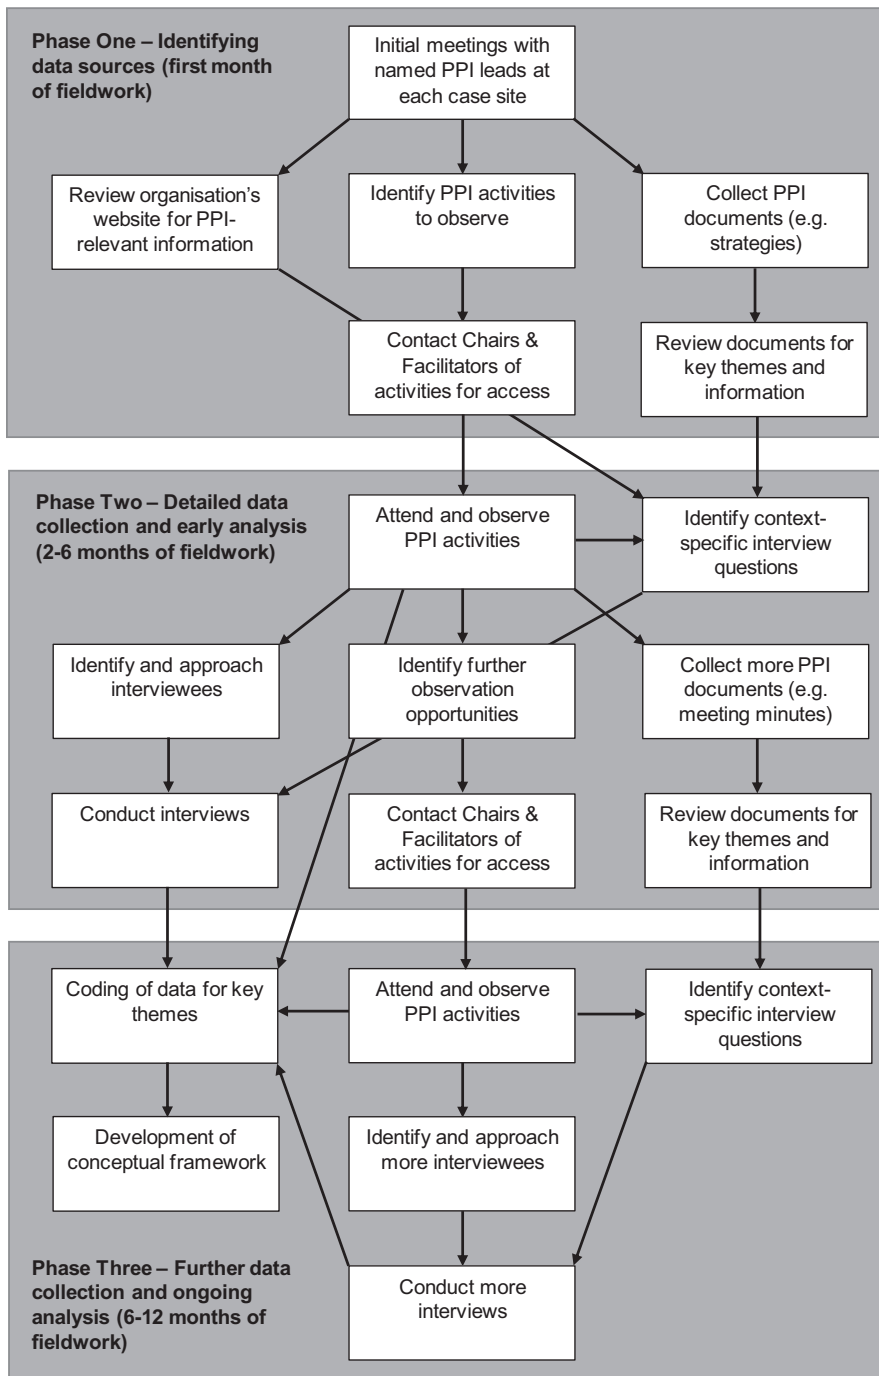 Phase One – Identifying
data sources (first month
of fieldwork)
Initial meetings with
named PPI leads at
each case site
Review organisation's
website for PPI-
relevant information
Identify PPI activities
to observe
Collect PPI
documents (e.g.
strategies)
Contact Chairs &
Facilitators of
activities for access
Review documents for
key themes and
information
Phase Two – Detailed data
collection and early analysis
(2-6 months of fieldwork)
Attend and observe
PPI activities
Identify context-
specific interview
questions
Identify and approach
interviewees
Identify further
observation
opportunities
Collect more PPI
documents (e.g.
meeting minutes)
Conduct interviews
Contact Chairs &
Facilitators of
activities for access
Review documents for
key themes and
information
Coding of data for key
themes
Attend and observe
PPI activities
Identify context-
specific interview
questions
Development of
conceptual framework
Identify and approach
more interviewees
Phase Three – Further data
collection and ongoing
analysis (6-12 months of
fieldwork)
Conduct more
interviews